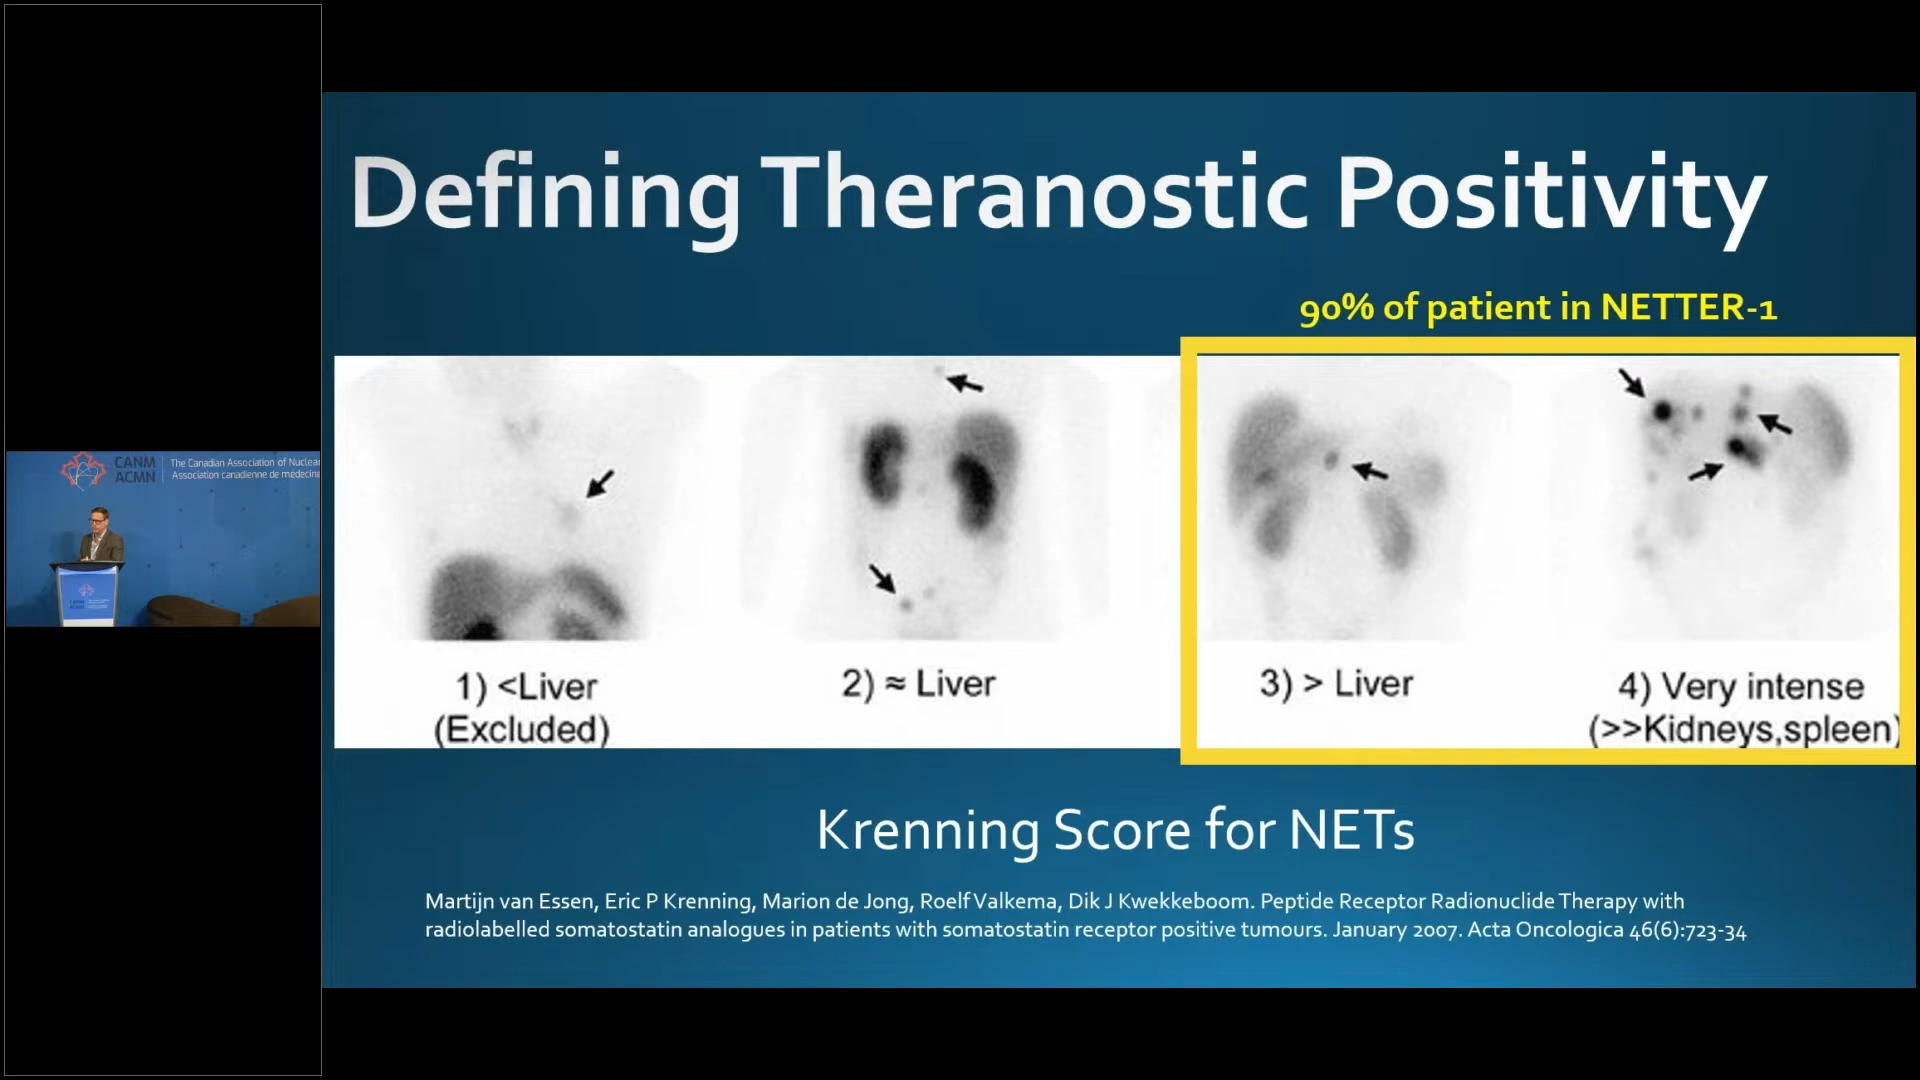 Defining Theranostic Positivity
90% of patient in NETTER-1
1) <Liver
(Excluded)
2) ≈ Liver
3) > Liver
4) Very intense
(>>Kidneys,spleen)
Krenning Score for NETs
Martijn van Essen, Eric P Krenning, Marion de Jong, Roelf Valkema, Dik J Kwekkeboom. Peptide Receptor Radionuclide Therapy with
radiolabelled somatostatin analogues in patients with somatostatin receptor positive tumours. January 2007. Acta Oncologica 46(6):723-34
CANM
ACMN
The Canadian Association of Nuclear
Association canadienne de médecine